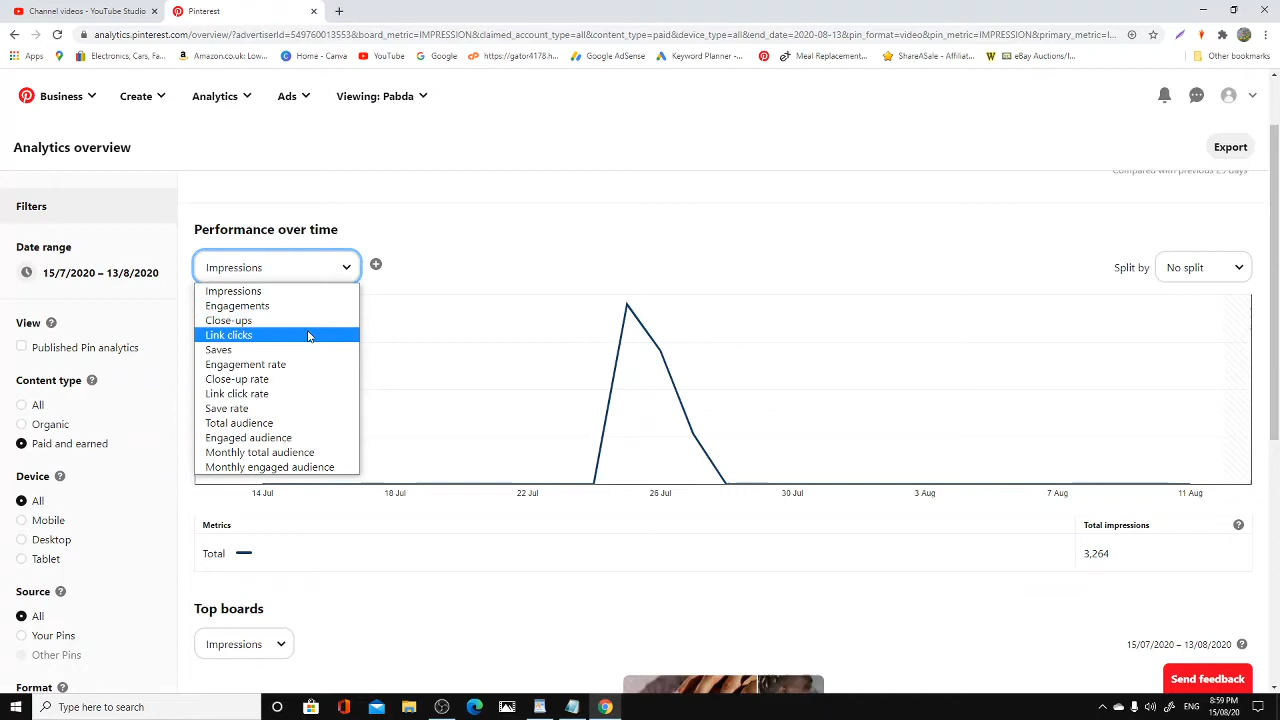 Channel videos - YouTube Studio
Pinterest
analytics.pinterest.com/overview/?advertiserId=549760013553&board_metric=IMPRESSION&claimed_account_type=all&content_type=paid&device_type=all&end_date=2020-08-13&pin_format=video&pin_metric=IMPRESSION&primary_metric=I...
Apps
Electronics, Cars, Fa...
Amazon.co.uk: Low...
Home - Canva
YouTube
Google
https://gator4178.h...
Google AdSense
Keyword Planner -...
Meal Replacement...
ShareASale - Affiliat...
eBay Auctions/I...
Other bookmarks
Business
Create
Analytics
Ads
Viewing: Pabda
Analytics overview
Export
Compared with previous 29 days
Filters
Date range
15/7/2020 – 13/8/2020
View
Published Pin analytics
Content type
All
Organic
Paid and earned
Device
All
Mobile
Desktop
Tablet
Source
All
Your Pins
Other Pins
Format
Performance over time
Impressions
Split by
No split
Impressions
Engagements
Close-ups
Link clicks
Saves
Engagement rate
Close-up rate
Link click rate
Save rate
Total audience
Engaged audience
Monthly total audience
Monthly engaged audience
14 Jul
18 Jul
22 Jul
26 Jul
30 Jul
3 Aug
7 Aug
11 Aug
Metrics
Total impressions
Total
3,264
Top boards
Impressions
15/07/2020 – 13/08/2020
Send feedback
Type here to search
8:59 PM
15/08/20